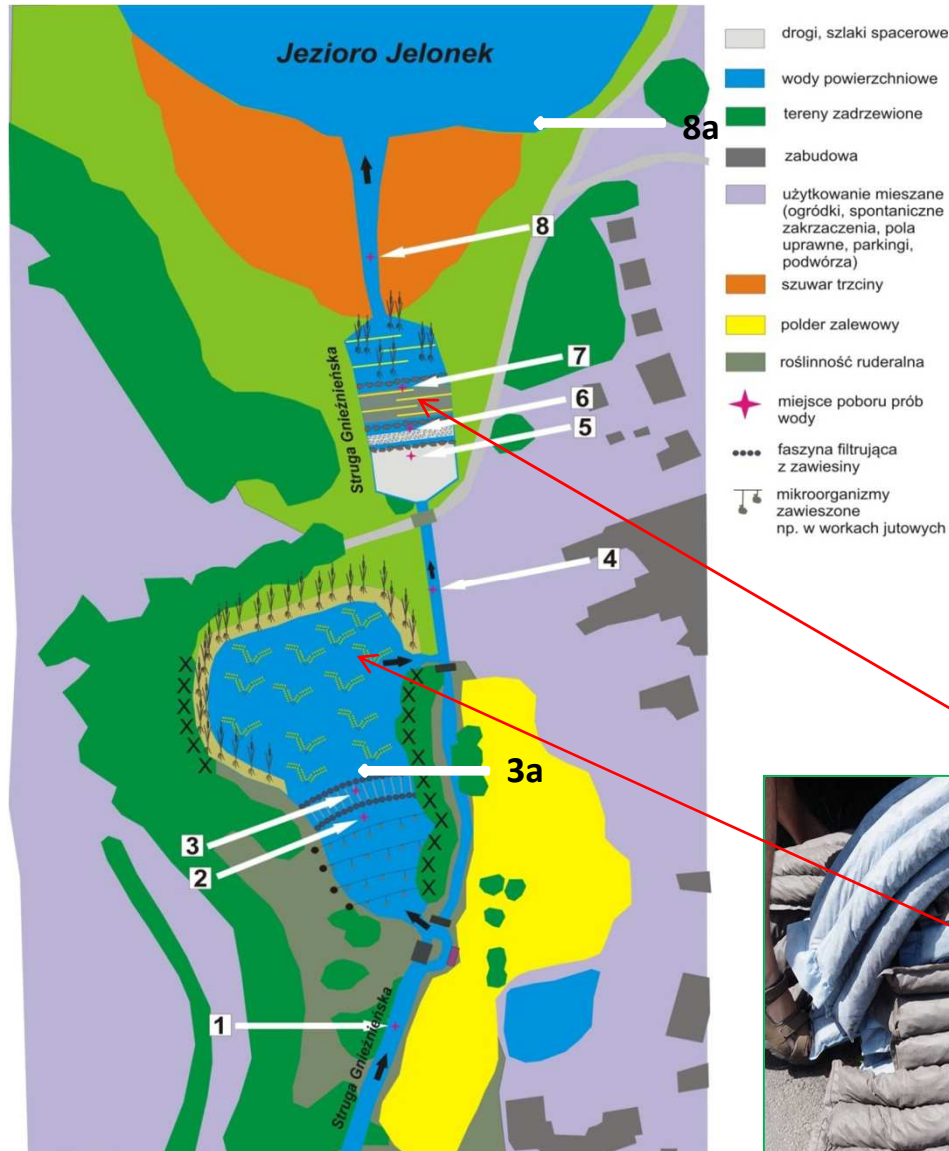 Jezioro Jelonek
8a
8
7
6
5
Struga Gnieźnieńska
4
3a
3
2
1
Struga Gnieźnieńska
drogi, szlaki spacerowe
wody powierzchniowe
tereny zadrzewione
zabudowa
użytkowanie mieszane
(ogródki, spontaniczne
zakrzaczenia, pola
uprawne, parkingi,
podwórza)
szuwar trzciny
polder zalewowy
roślinność ruderalna
miejsce poboru prób
wody
faszyna filtrująca
z zawiesiny
mikroorganizmy
zawieszone
np. w workach jutowych